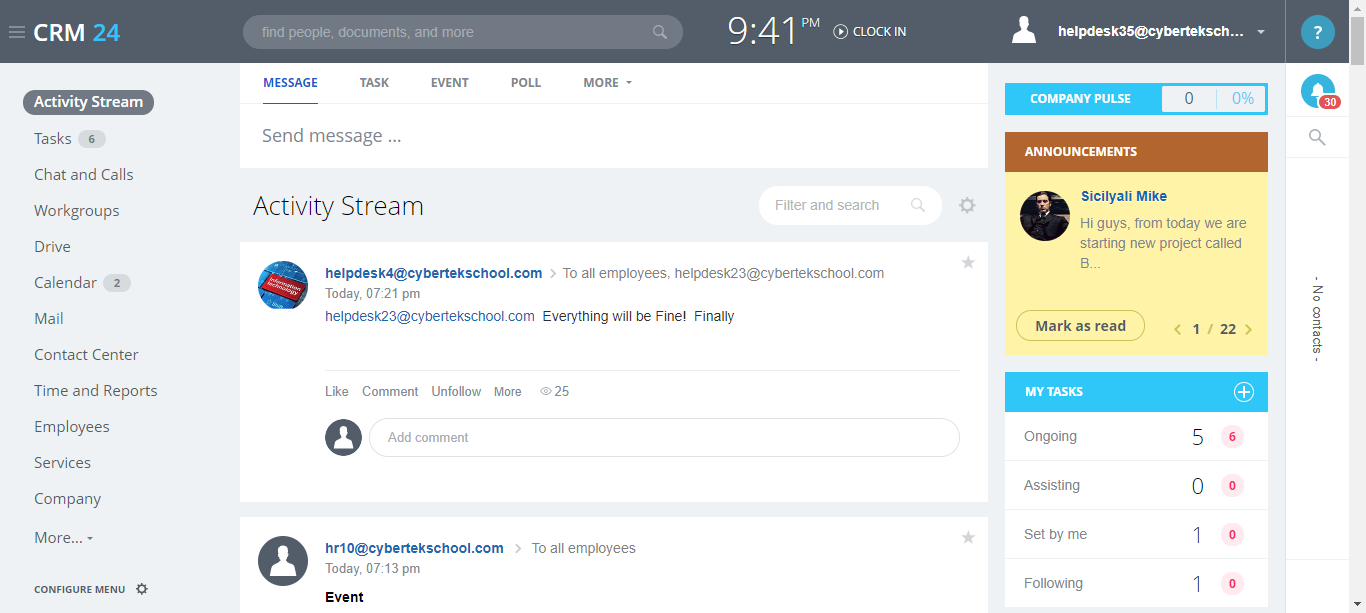 CRM 24
find people, documents, and more
9:41 PM
CLOCK IN
helpdesk35@cyberteksch...
?
Activity Stream
Tasks 6
Chat and Calls
Workgroups
Drive
Calendar 2
Mail
Contact Center
Time and Reports
Employees
Services
Company
More...
CONFIGURE MENU
MESSAGE TASK EVENT POLL MORE
Send message ...
Activity Stream
Filter and search
Information
technology
helpdesk4@cybertekschool.com > To all employees, helpdesk23@cybertekschool.com
Today, 07:21 pm
helpdesk23@cybertekschool.com Everything will be Fine! Finally
Like Comment Unfollow More 25
Add comment
hr10@cybertekschool.com > To all employees
Today, 07:13 pm
Event
COMPANY PULSE 0 0%
ANNOUNCEMENTS
Sicilyali Mike
Hi guys, from today we are
starting new project called
B...
Mark as read
< 1 / 22 >
MY TASKS
Ongoing 5 6
Assisting 0 0
Set by me 1 0
Following 1 0
30
- No contacts -